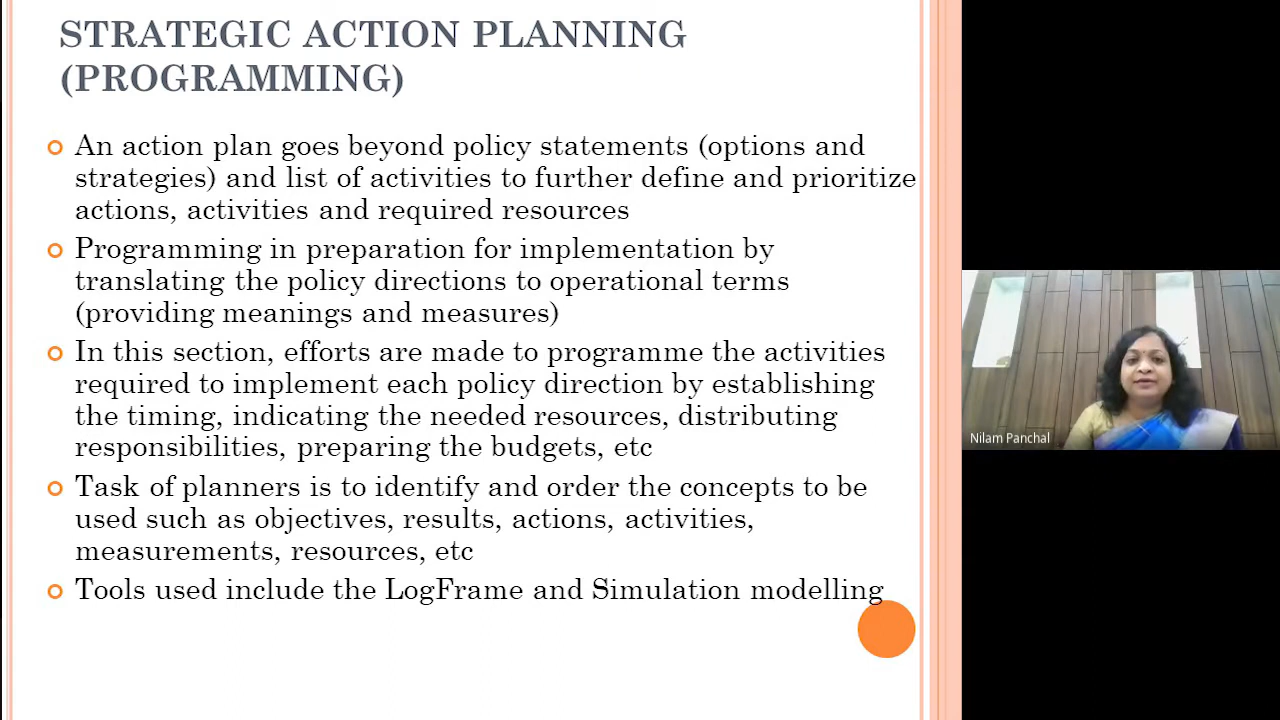 STRATEGIC ACTION PLANNING
(PROGRAMMING)
An action plan goes beyond policy statements (options and
strategies) and list of activities to further define and prioritize
actions, activities and required resources
Programming in preparation for implementation by
translating the policy directions to operational terms
(providing meanings and measures)
In this section, efforts are made to programme the activities
required to implement each policy direction by establishing
the timing, indicating the needed resources, distributing
responsibilities, preparing the budgets, etc
Task of planners is to identify and order the concepts to be
used such as objectives, results, actions, activities,
measurements, resources, etc
Tools used include the LogFrame and Simulation modelling
Nilam Panchal